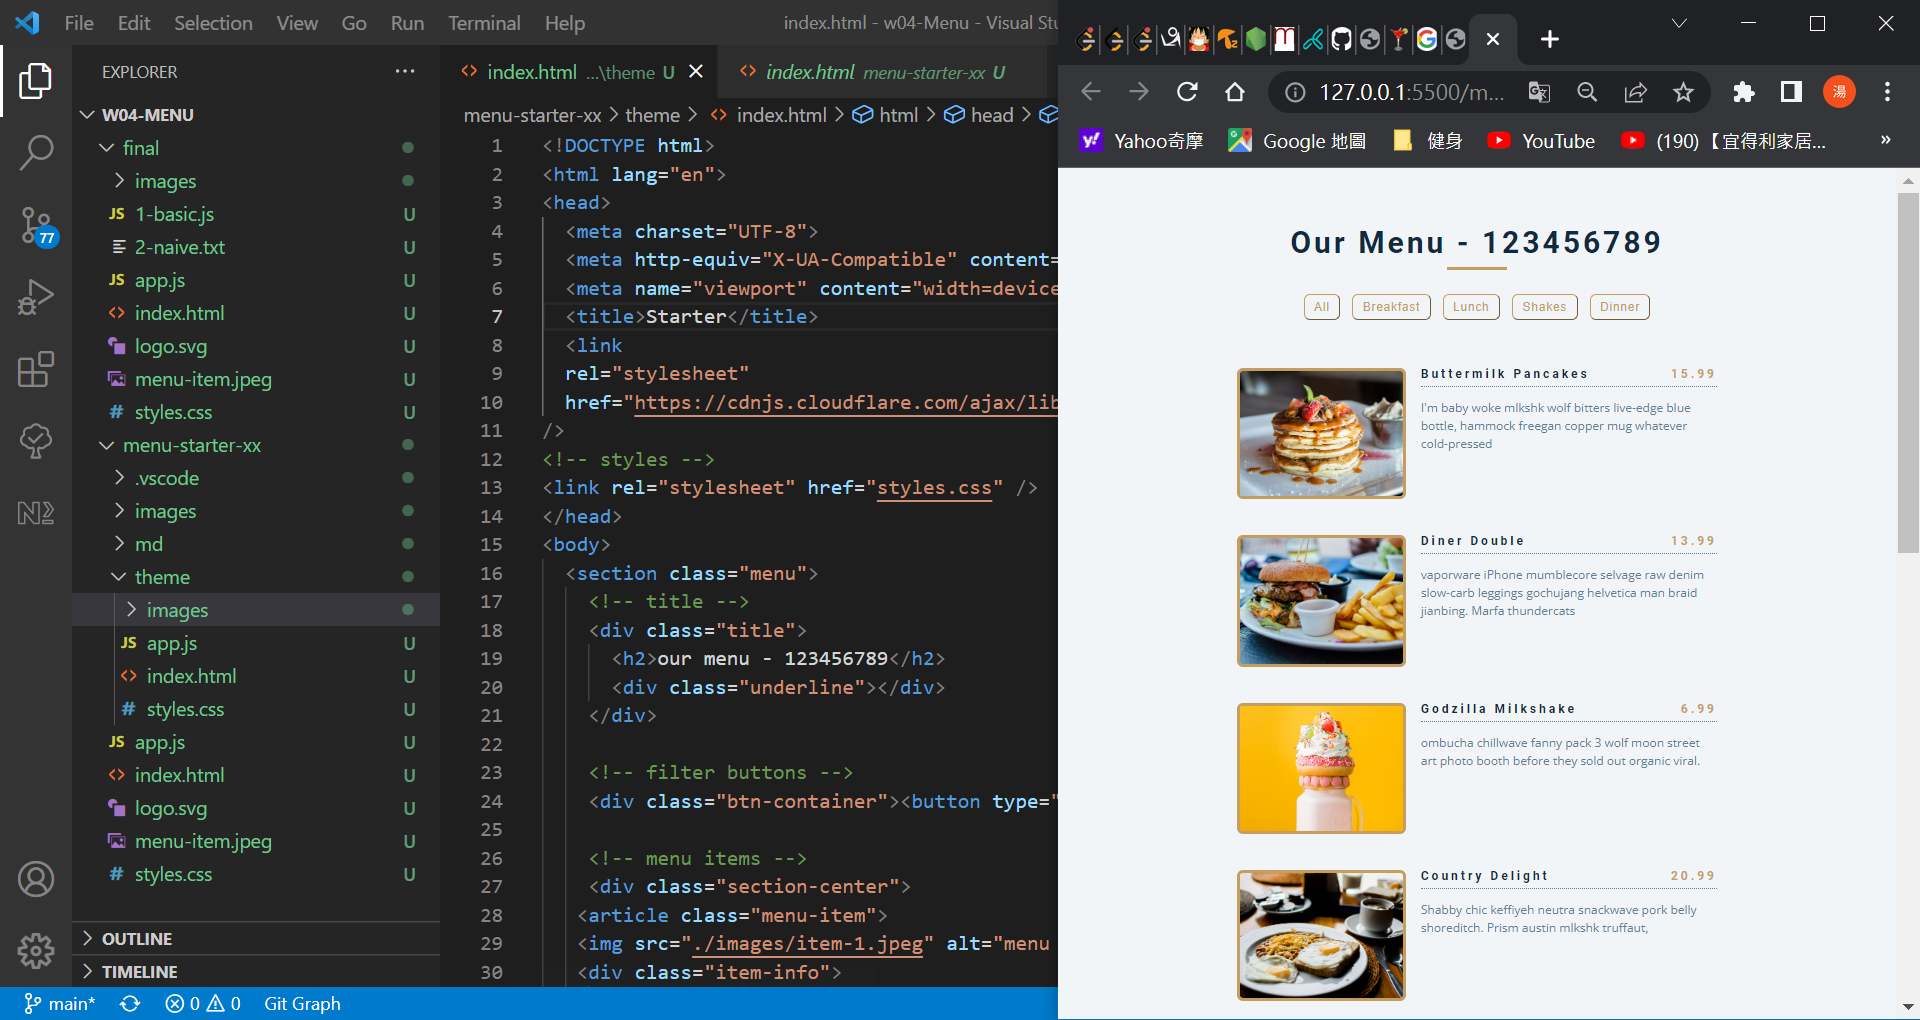 File Edit Selection View Go Run Terminal Help
index.html - w04-Menu - Visual Stu
EXPLORER
W04-MENU
final
images
JS 1-basic.js U
2-naive.txt U
JS app.js U
index.html U
logo.svg U
menu-item.jpeg U
# styles.css U
menu-starter-xx
.vscode
images
md
theme
images
JS app.js U
index.html U
# styles.css U
JS app.js U
index.html U
logo.svg U
menu-item.jpeg U
# styles.css U
OUTLINE
TIMELINE
77
main* 0 0 Git Graph
index.html ...\theme U
index.html menu-starter-xx U
menu-starter-xx > theme > index.html > html > head >
1 <!DOCTYPE html>
2 <html lang="en">
3 <head>
4 <meta charset="UTF-8">
5 <meta http-equiv="X-UA-Compatible" content=
6 <meta name="viewport" content="width=device
7 <title>Starter</title>
8 <link
9 rel="stylesheet"
10 href="https://cdnjs.cloudflare.com/ajax/lib
11 />
12 <!-- styles -->
13 <link rel="stylesheet" href="styles.css" />
14 </head>
15 <body>
16 <section class="menu">
17 <!-- title -->
18 <div class="title">
19 <h2>our menu - 123456789</h2>
20 <div class="underline"></div>
21 </div>
22
23 <!-- filter buttons -->
24 <div class="btn-container"><button type="
25
26 <!-- menu items -->
27 <div class="section-center">
28 <article class="menu-item">
29 <img src="./images/item-1.jpeg" alt="menu
30 <div class="item-info">
127.0.0.1:5500/m...
湯
Yahoo奇摩 Google 地圖 健身 YouTube (190) 【宜得利家居... »
Our Menu - 123456789
All Breakfast Lunch Shakes Dinner
Buttermilk Pancakes 15.99
I'm baby woke mlkshk wolf bitters live-edge blue
bottle, hammock freegan copper mug whatever
cold-pressed
Diner Double 13.99
vaporware iPhone mumblecore selvage raw denim
slow-carb leggings gochujang helvetica man braid
jianbing. Marfa thundercats
Godzilla Milkshake 6.99
ombucha chillwave fanny pack 3 wolf moon street
art photo booth before they sold out organic viral.
Country Delight 20.99
Shabby chic keffiyeh neutra snackwave pork belly
shoreditch. Prism austin mlkshk truffaut,